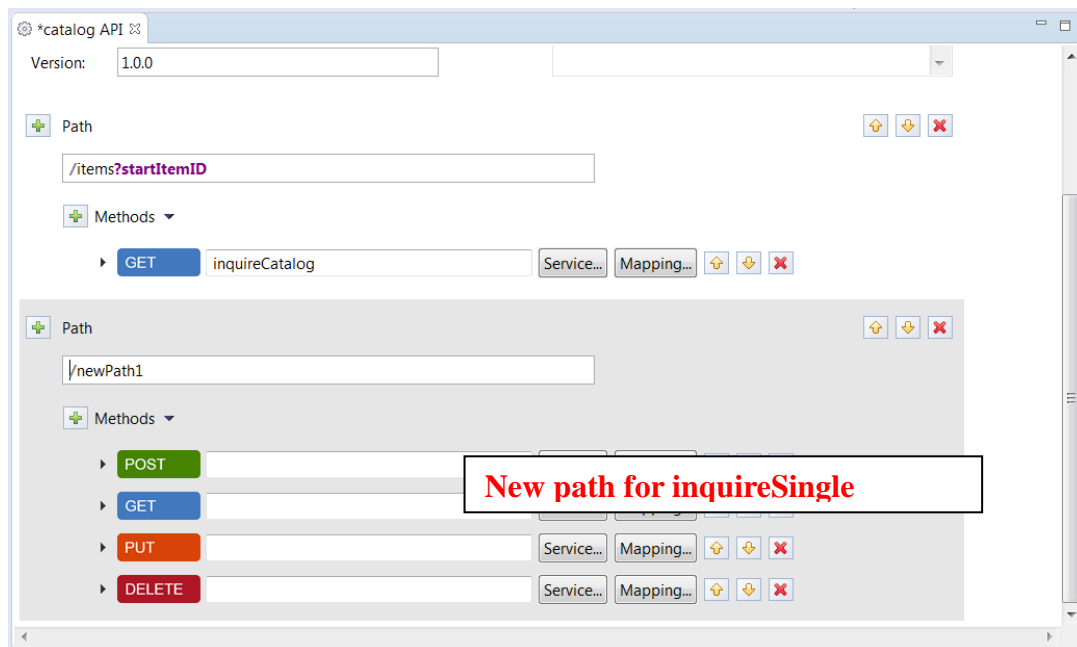 *catalog API
Version: 1.0.0
Path
/items?startItemID
Methods
GET inquireCatalog Service... Mapping...
Path
/newPath1
Methods
POST
New path for inquireSingle
GET
PUT Service... Mapping...
DELETE Service... Mapping...